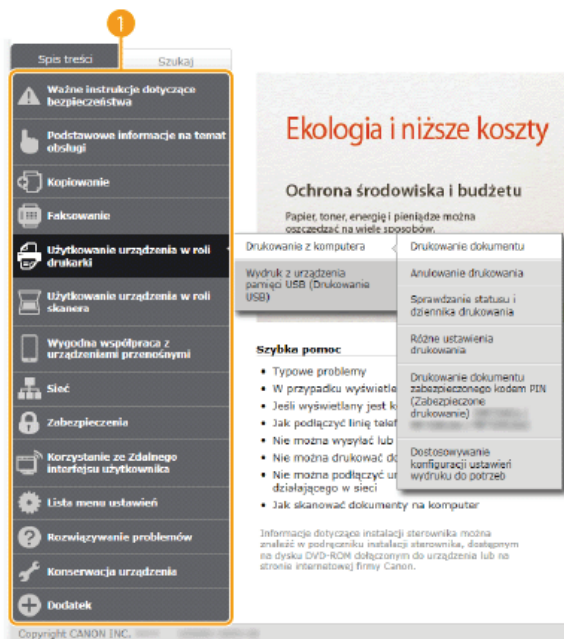 1
Spis treści
Szukaj
Ważne instrukcje dotyczące
bezpieczeństwa
Podstawowe informacje na temat
obsługi
Kopiowanie
Faksowanie
Użytkowanie urządzenia w roli
drukarki
Użytkowanie urządzenia w roli
skanera
Wygodna współpraca z
urządzeniami przenośnymi
Sieć
Zabezpieczenia
Korzystanie ze Zdalnego
interfejsu użytkownika
Lista menu ustawień
Rozwiązywanie problemów
Konserwacja urządzenia
Dodatek
Ekologia i niższe koszty
Ochrona środowiska i budżetu
Papier, toner, energię i pieniądze można
oszczędzać na wiele sposobów.
Drukowanie z komputera
Wydruk z urządzenia
pamięci USB (Drukowanie
USB)
Drukowanie dokumentu
Anulowanie drukowania
Sprawdzanie statusu i
dziennika drukowania
Różne ustawienia
drukowania
Drukowanie dokumentu
zabezpieczonego kodem PIN
(Zabezpieczone
drukowanie)
Dostosowywanie
konfiguracji ustawień
wydruku do potrzeb
Szybka pomoc
• Typowe problemy
• W przypadku wyświetle
• Jeśli wyświetlany jest k
• Jak podłączyć linię telef
• Nie można wysyłać lub
• Nie można drukować do
• Nie można podłączyć ur
działającego w sieci
• Jak skanować dokumenty na komputer
Informacje dotyczące instalacji sterownika można
znaleźć w podręczniku instalacji sterownika, dostępnym
na dysku DVD-ROM dołączonym do urządzenia lub na
stronie internetowej firmy Canon.
Copyright CANON INC.